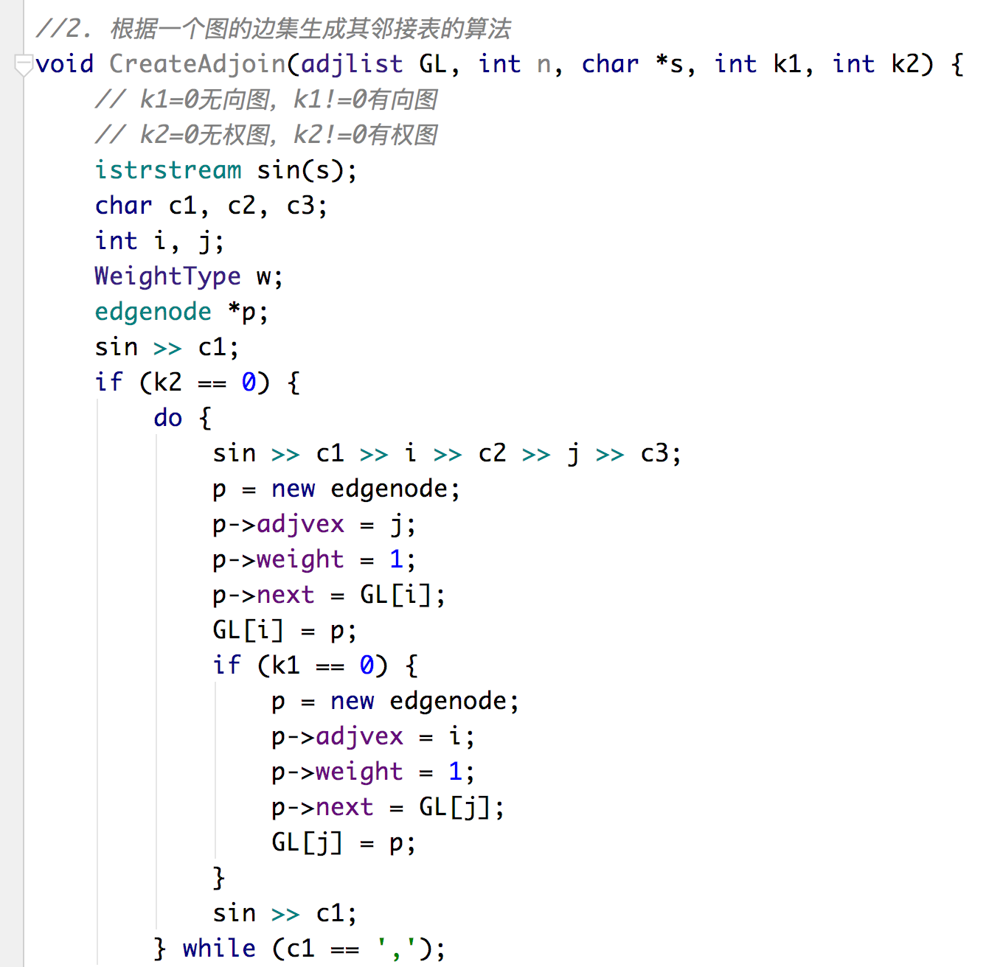 //2. 根据一个图的边集生成其邻接表的算法
void CreateAdjoin(adjlist GL, int n, char *s, int k1, int k2) {
    // k1=0无向图, k1!=0有向图
    // k2=0无权图, k2!=0有权图
    istrstream sin(s);
    char c1, c2, c3;
    int i, j;
    WeightType w;
    edgenode *p;
    sin >> c1;
    if (k2 == 0) {
        do {
            sin >> c1 >> i >> c2 >> j >> c3;
            p = new edgenode;
            p->adjvex = j;
            p->weight = 1;
            p->next = GL[i];
            GL[i] = p;
            if (k1 == 0) {
                p = new edgenode;
                p->adjvex = i;
                p->weight = 1;
                p->next = GL[j];
                GL[j] = p;
            }
            sin >> c1;
        } while (c1 == ',');